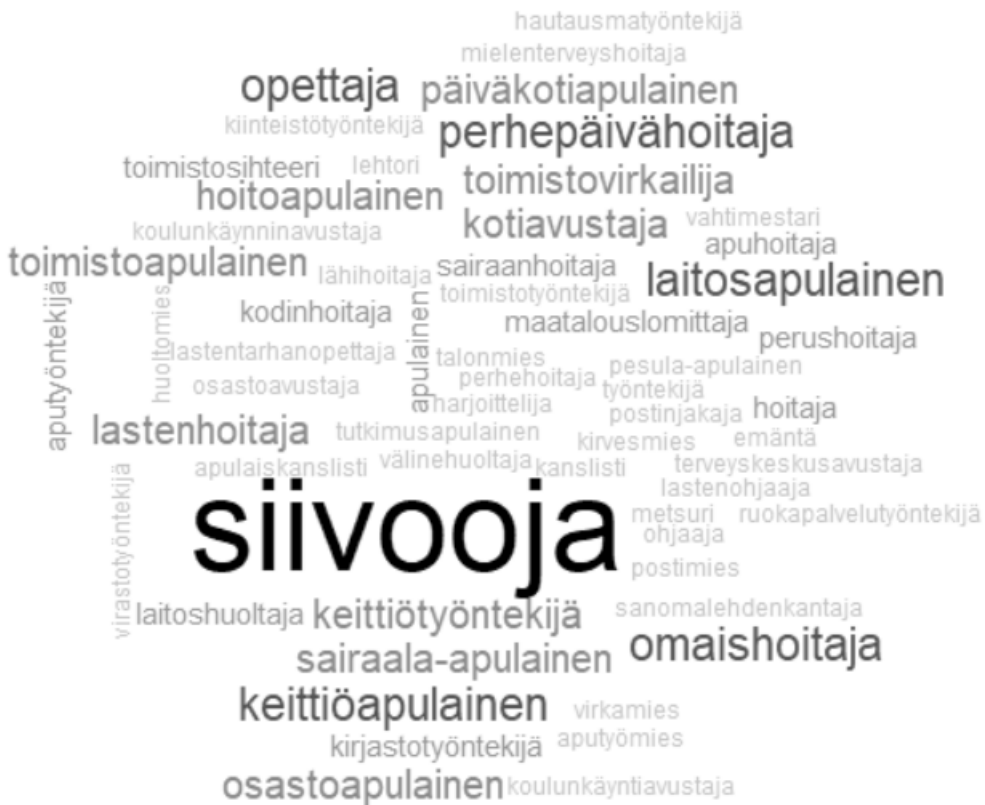 hautausmatyöntekijä
mielenterveyshoitaja
opettaja päiväkotiapulainen
kiinteistötyöntekijä perhepäivähoitaja
toimistosihteeri lehtori toimistovirkailija
hoitoapulainen
kotiavustaja vahtimestari
koulunkäynninavustaja apuhoitaja
toimistoapulainen lähihoitaja sairaanhoitaja laitosapulainen
toimistotyöntekijä
aputyöntekijä
huoltomies
kodinhoitaja
apulainen
maatalouslomittaja perushoitaja
lastentarhanopettaja talonmies pesula-apulainen
osastoavustaja perhehoitaja työntekijä
harjoittelija postinjakaja hoitaja
lastenhoitaja tutkimusapulainen kirvesmies emäntä
apulaiskanslisti välinehuoltaja kanslisti terveyskeskusavustaja
lastenohjaaja
virastotyöntekijä
siivooja
metsuri ruokapalvelutyöntekijä
ohjaaja
postimies
laitoshuoltaja keittiötyöntekijä sanomalehdenkantaja
sairaala-apulainen omaishoitaja
keittiöapulainen virkamies
kirjastotyöntekijä aputyömies
osastoapulainen koulunkäyntiavustaja